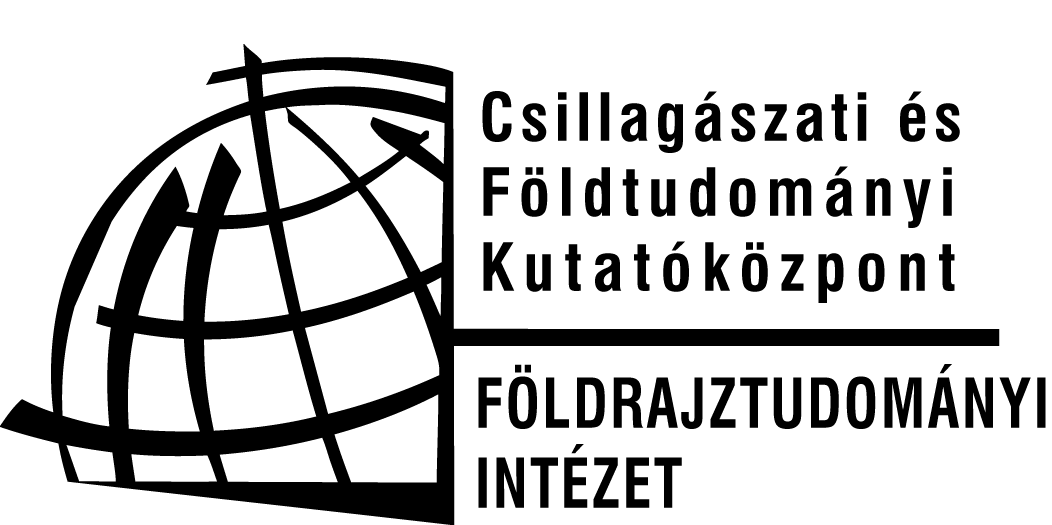 Csillagászati és
Földtudományi
Kutatóközpont
FÖLDRAJZTUDOMÁNYI
INTÉZET